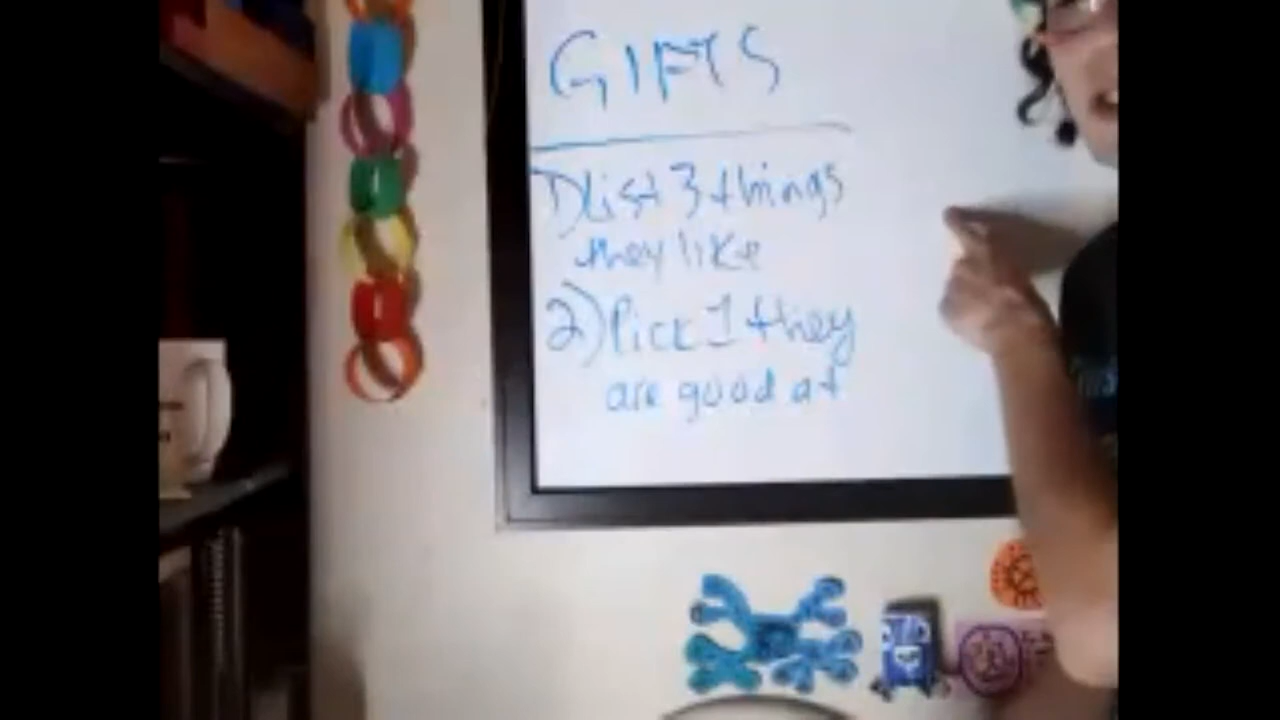 GIFTS
1) list 3 things
they like
2) Pick 1 they
are good at